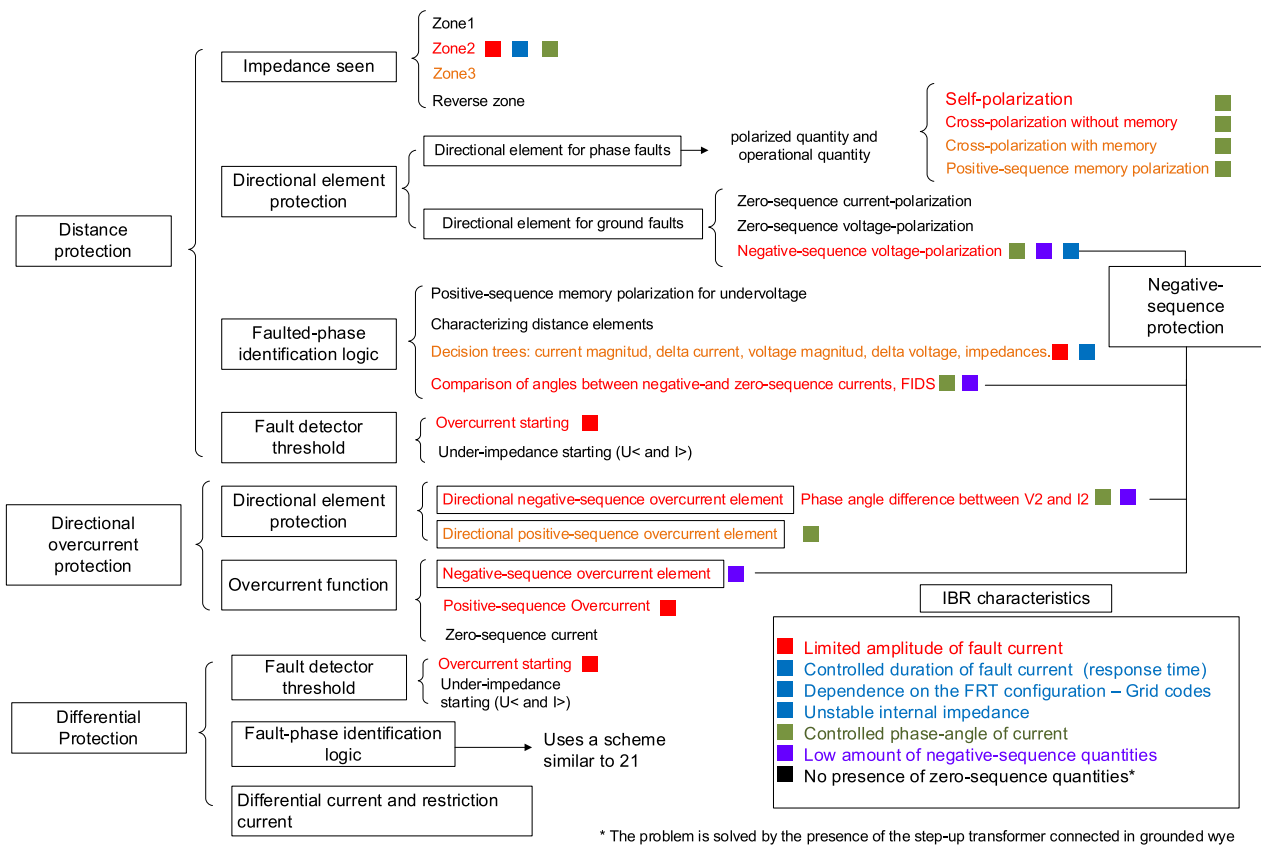 Distance
protection
Impedance seen
Zone1
Zone2
Zone3
Reverse zone
Directional element
protection
Directional element for phase faults
polarized quantity and
operational quantity
Self-polarization
Cross-polarization without memory
Cross-polarization with memory
Positive-sequence memory polarization
Directional element for ground faults
Zero-sequence current-polarization
Zero-sequence voltage-polarization
Negative-sequence voltage-polarization
Negative-
sequence
protection
Faulted-phase
identification logic
Positive-sequence memory polarization for undervoltage
Characterizing distance elements
Decision trees: current magnitud, delta current, voltage magnitud, delta voltage, impedances.
Comparison of angles between negative-and zero-sequence currents, FIDS
Fault detector
threshold
Overcurrent starting
Under-impedance starting (U< and I>)
Directional
overcurrent
protection
Directional element
protection
Directional negative-sequence overcurrent element
Phase angle difference bettween V2 and I2
Directional positive-sequence overcurrent element
Overcurrent function
Negative-sequence overcurrent element
Positive-sequence Overcurrent
Zero-sequence current
Differential
Protection
Fault detector
threshold
Overcurrent starting
Under-impedance
starting (U< and I>)
Fault-phase identification
logic
Uses a scheme
similar to 21
Differential current and restriction
current
IBR characteristics
Limited amplitude of fault current
Controlled duration of fault current (response time)
Dependence on the FRT configuration – Grid codes
Unstable internal impedance
Controlled phase-angle of current
Low amount of negative-sequence quantities
No presence of zero-sequence quantities*
* The problem is solved by the presence of the step-up transformer connected in grounded wye